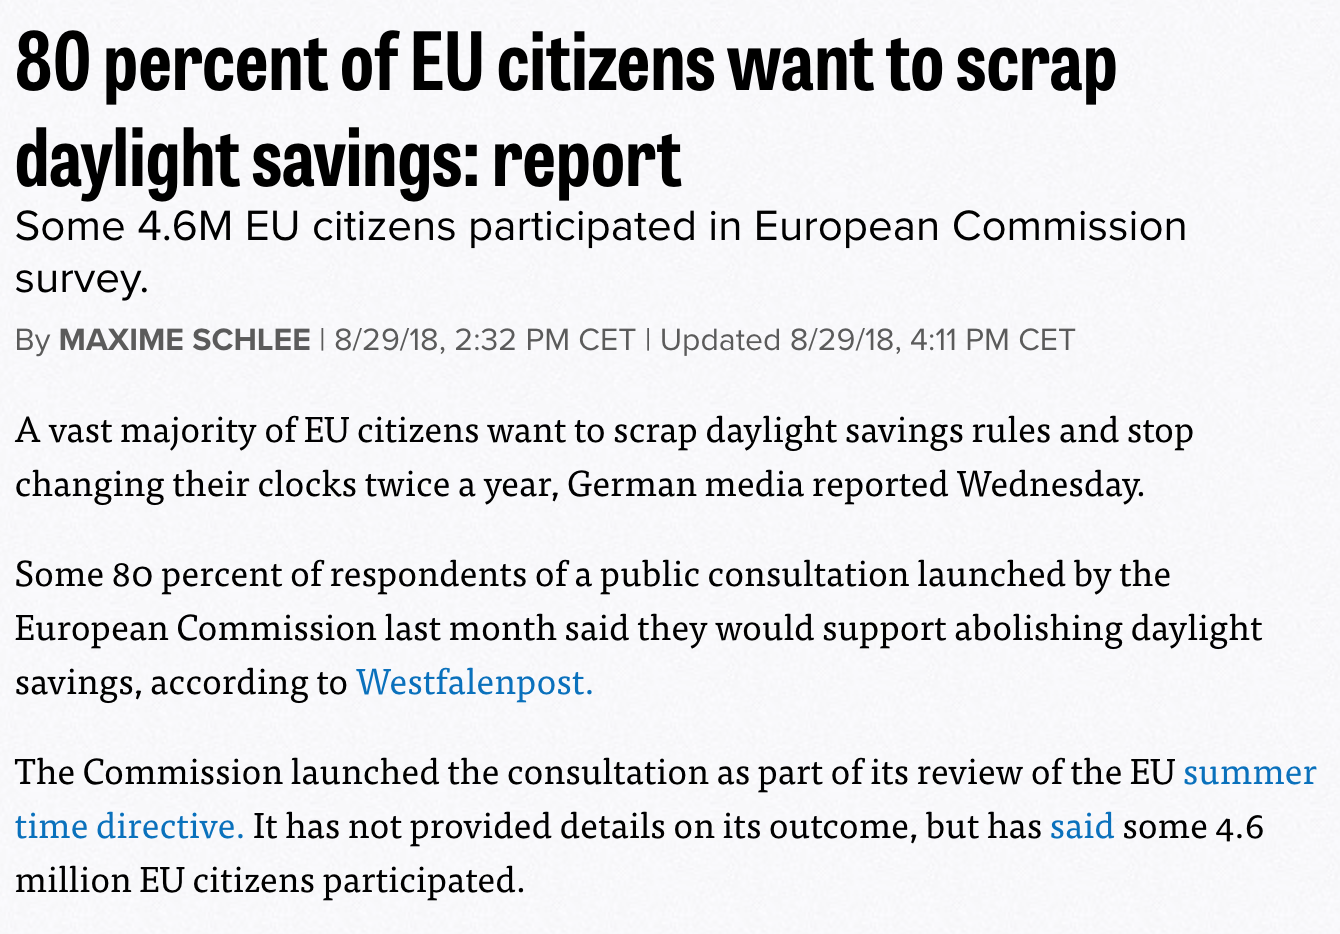 80 percent of EU citizens want to scrap
daylight savings: report
Some 4.6M EU citizens participated in European Commission
survey.
By MAXIME SCHLEE | 8/29/18, 2:32 PM CET | Updated 8/29/18, 4:11 PM CET
A vast majority of EU citizens want to scrap daylight savings rules and stop
changing their clocks twice a year, German media reported Wednesday.
Some 80 percent of respondents of a public consultation launched by the
European Commission last month said they would support abolishing daylight
savings, according to Westfalenpost.
The Commission launched the consultation as part of its review of the EU summer
time directive. It has not provided details on its outcome, but has said some 4.6
million EU citizens participated.